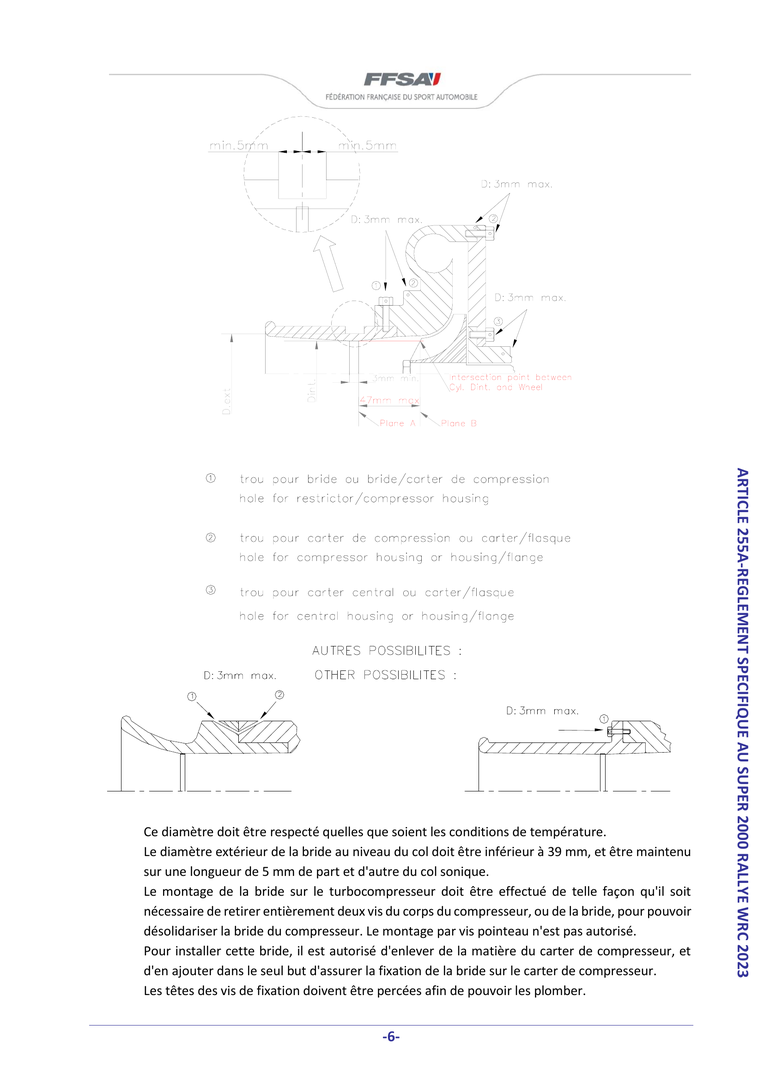 FFSA
FÉDÉRATION FRANÇAISE DU SPORT AUTOMOBILE
min.5mm
min.5mm
D:3mm max.
D:3mm max.
②
① ②
D:3mm max.
③
3mm min.
D.ext
Dint.
Intersection point between
Cyl. Dint. and Wheel
47mm max
Plane A
Plane B
① trou pour bride ou bride/carter de compression
hole for restrictor/compressor housing
② trou pour carter de compression ou carter/flasque
hole for compressor housing or housing/flange
③ trou pour carter central ou carter/flasque
hole for central housing or housing/flange
AUTRES POSSIBILITES :
D:3mm max. OTHER POSSIBILITES :
① ②
D:3mm max.
①
Ce diamètre doit être respecté quelles que soient les conditions de température.
Le diamètre extérieur de la bride au niveau du col doit être inférieur à 39 mm, et être maintenu
sur une longueur de 5 mm de part et d'autre du col sonique.
Le montage de la bride sur le turbocompresseur doit être effectué de telle façon qu'il soit
nécessaire de retirer entièrement deux vis du corps du compresseur, ou de la bride, pour pouvoir
désolidariser la bride du compresseur. Le montage par vis pointeau n'est pas autorisé.
Pour installer cette bride, il est autorisé d'enlever de la matière du carter de compresseur, et
d'en ajouter dans le seul but d'assurer la fixation de la bride sur le carter de compresseur.
Les têtes des vis de fixation doivent être percées afin de pouvoir les plomber.
ARTICLE 255A-REGLEMENT SPECIFIQUE AU SUPER 2000 RALLYE WRC 2023
-6-